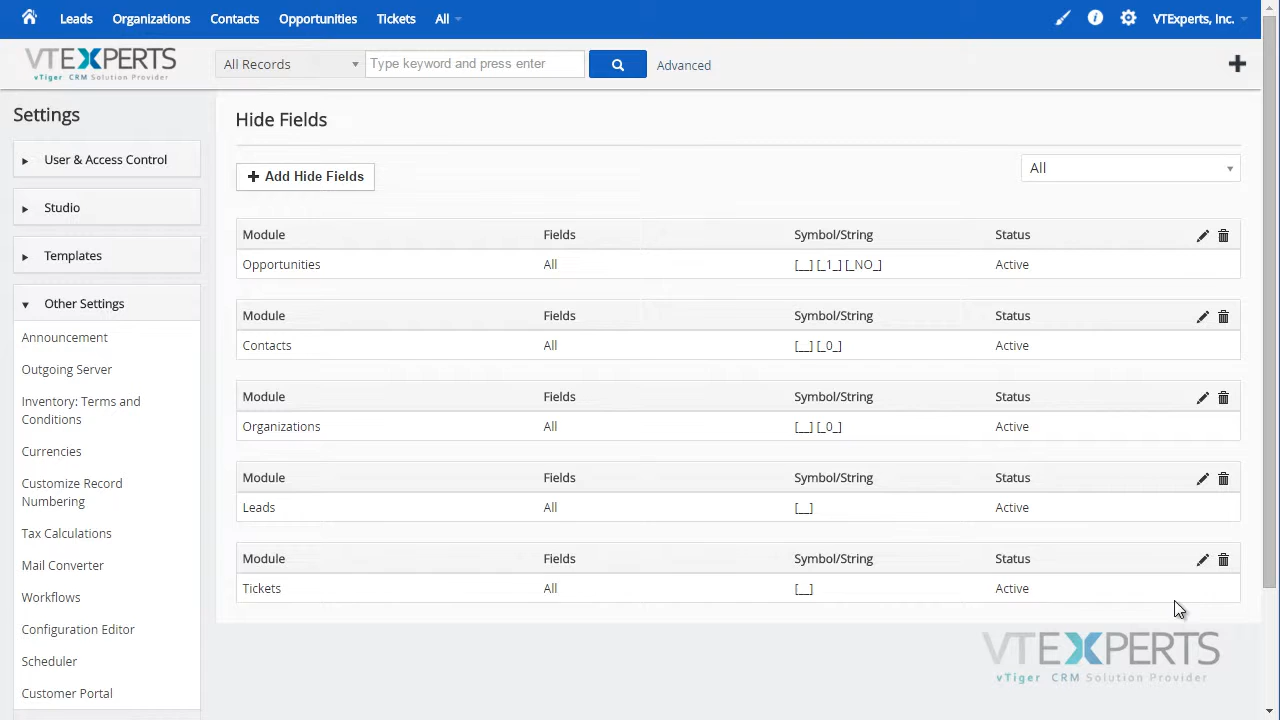 Leads Organizations Contacts Opportunities Tickets All VTExperts, Inc.
VTEXPERTS
vTiger CRM Solution Provider
All Records Type keyword and press enter Advanced
Settings
User & Access Control
Studio
Templates
Other Settings
Announcement
Outgoing Server
Inventory: Terms and
Conditions
Currencies
Customize Record
Numbering
Tax Calculations
Mail Converter
Workflows
Configuration Editor
Scheduler
Customer Portal
Hide Fields
Add Hide Fields All
Module Fields Symbol/String Status
Opportunities All [__] [_1_] [_NO_] Active
Module Fields Symbol/String Status
Contacts All [__] [_0_] Active
Module Fields Symbol/String Status
Organizations All [__] [_0_] Active
Module Fields Symbol/String Status
Leads All [__] Active
Module Fields Symbol/String Status
Tickets All [__] Active
VTEXPERTS
vTiger CRM Solution Provider